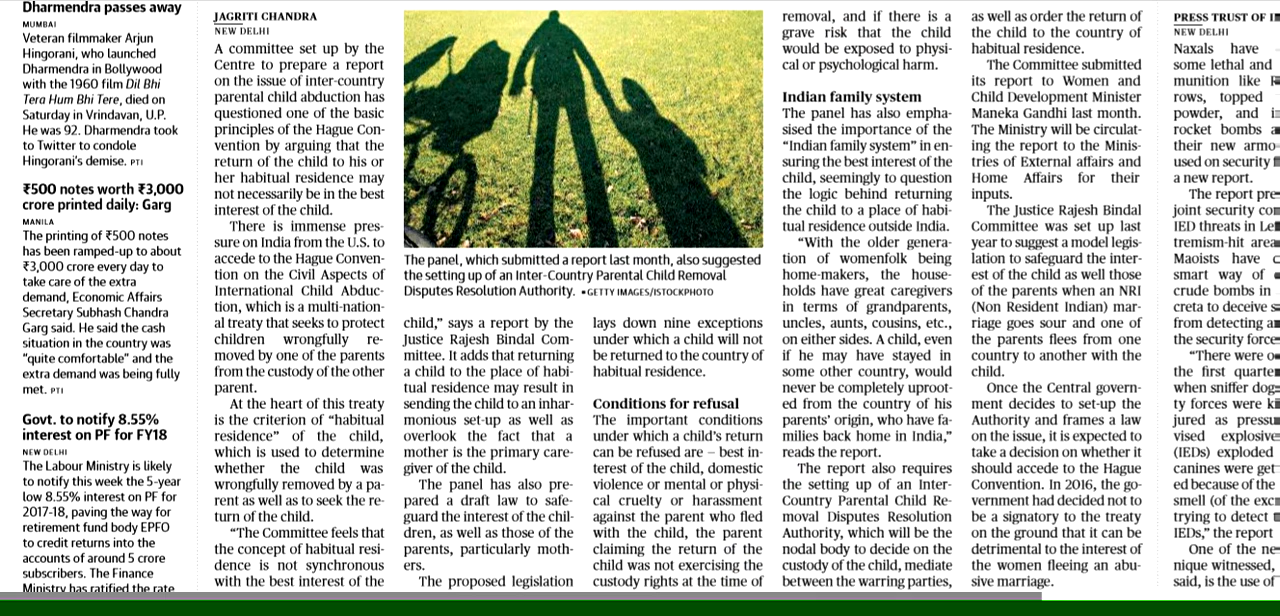 Dharmendra passes away
MUMBAI
Veteran filmmaker Arjun
Hingorani, who launched
Dharmendra in Bollywood
with the 1960 film Dil Bhi
Tera Hum Bhi Tere, died on
Saturday in Vrindavan, U.P.
He was 92. Dharmendra took
to Twitter to condole
Hingorani's demise. PTI
₹500 notes worth ₹3,000
crore printed daily: Garg
MANILA
The printing of ₹500 notes
has been ramped-up to about
₹3,000 crore every day to
take care of the extra
demand, Economic Affairs
Secretary Subhash Chandra
Garg said. He said the cash
situation in the country was
"quite comfortable" and the
extra demand was being fully
met. PTI
Govt. to notify 8.55%
interest on PF for FY18
NEW DELHI
The Labour Ministry is likely
to notify this week the 5-year
low 8.55% interest on PF for
2017-18, paving the way for
retirement fund body EPFO
to credit returns into the
accounts of around 5 crore
subscribers. The Finance
Ministry has ratified the rate
JAGRITI CHANDRA
NEW DELHI
A committee set up by the
Centre to prepare a report
on the issue of inter-country
parental child abduction has
questioned one of the basic
principles of the Hague Con-
vention by arguing that the
return of the child to his or
her habitual residence may
not necessarily be in the best
interest of the child.
There is immense pres-
sure on India from the U.S. to
accede to the Hague Conven-
tion on the Civil Aspects of
International Child Abduc-
tion, which is a multi-nation-
al treaty that seeks to protect
children wrongfully re-
moved by one of the parents
from the custody of the other
parent.
At the heart of this treaty
is the criterion of "habitual
residence" of the child,
which is used to determine
whether the child was
wrongfully removed by a pa-
rent as well as to seek the re-
turn of the child.
"The Committee feels that
the concept of habitual resi-
dence is not synchronous
with the best interest of the
The panel, which submitted a report last month, also suggested
the setting up of an Inter-Country Parental Child Removal
Disputes Resolution Authority. ▪GETTY IMAGES/ISTOCKPHOTO
child," says a report by the
Justice Rajesh Bindal Com-
mittee. It adds that returning
a child to the place of habi-
tual residence may result in
sending the child to an inhar-
monious set-up as well as
overlook the fact that a
mother is the primary care-
giver of the child.
The panel has also pre-
pared a draft law to safe-
guard the interest of the chil-
dren, as well as those of the
parents, particularly moth-
ers.
The proposed legislation
lays down nine exceptions
under which a child will not
be returned to the country of
habitual residence.
Conditions for refusal
The important conditions
under which a child's return
can be refused are – best in-
terest of the child, domestic
violence or mental or physi-
cal cruelty or harassment
against the parent who fled
with the child, the parent
claiming the return of the
child was not exercising the
custody rights at the time of
removal, and if there is a
grave risk that the child
would be exposed to physi-
cal or psychological harm.
Indian family system
The panel has also empha-
sised the importance of the
"Indian family system" in en-
suring the best interest of the
child, seemingly to question
the logic behind returning
the child to a place of habi-
tual residence outside India.
"With the older genera-
tion of womenfolk being
home-makers, the house-
holds have great caregivers
in terms of grandparents,
uncles, aunts, cousins, etc.,
on either sides. A child, even
if he may have stayed in
some other country, would
never be completely uproot-
ed from the country of his
parents' origin, who have fa-
milies back home in India,"
reads the report.
The report also requires
the setting up of an Inter-
Country Parental Child Re-
moval Disputes Resolution
Authority, which will be the
nodal body to decide on the
custody of the child, mediate
between the warring parties,
as well as order the return of
the child to the country of
habitual residence.
The Committee submitted
its report to Women and
Child Development Minister
Maneka Gandhi last month.
The Ministry will be circulat-
ing the report to the Minis-
tries of External affairs and
Home Affairs for their
inputs.
The Justice Rajesh Bindal
Committee was set up last
year to suggest a model legis-
lation to safeguard the inter-
est of the child as well those
of the parents when an NRI
(Non Resident Indian) mar-
riage goes sour and one of
the parents flees from one
country to another with the
child.
Once the Central govern-
ment decides to set-up the
Authority and frames a law
on the issue, it is expected to
take a decision on whether it
should accede to the Hague
Convention. In 2016, the go-
vernment had decided not to
be a signatory to the treaty
on the ground that it can be
detrimental to the interest of
the women fleeing an abu-
sive marriage.
PRESS TRUST OF
NEW DELHI
Naxals have
some lethal and
munition like
rows, topped
powder, and
rocket bombs
their new
used on security
a new report.
The report
joint security
IED threats in
tremism-hit
Maoists have
smart way of
crude bombs in
creta to deceive
from detecting
the security
"There were
the first
when sniffer
ty forces were
jured as
vised
(IEDs) exploded
canines were get
ed because of the
smell (of the
trying to detect
IEDs," the report
One of the
nique witnessed,
said, is the use of